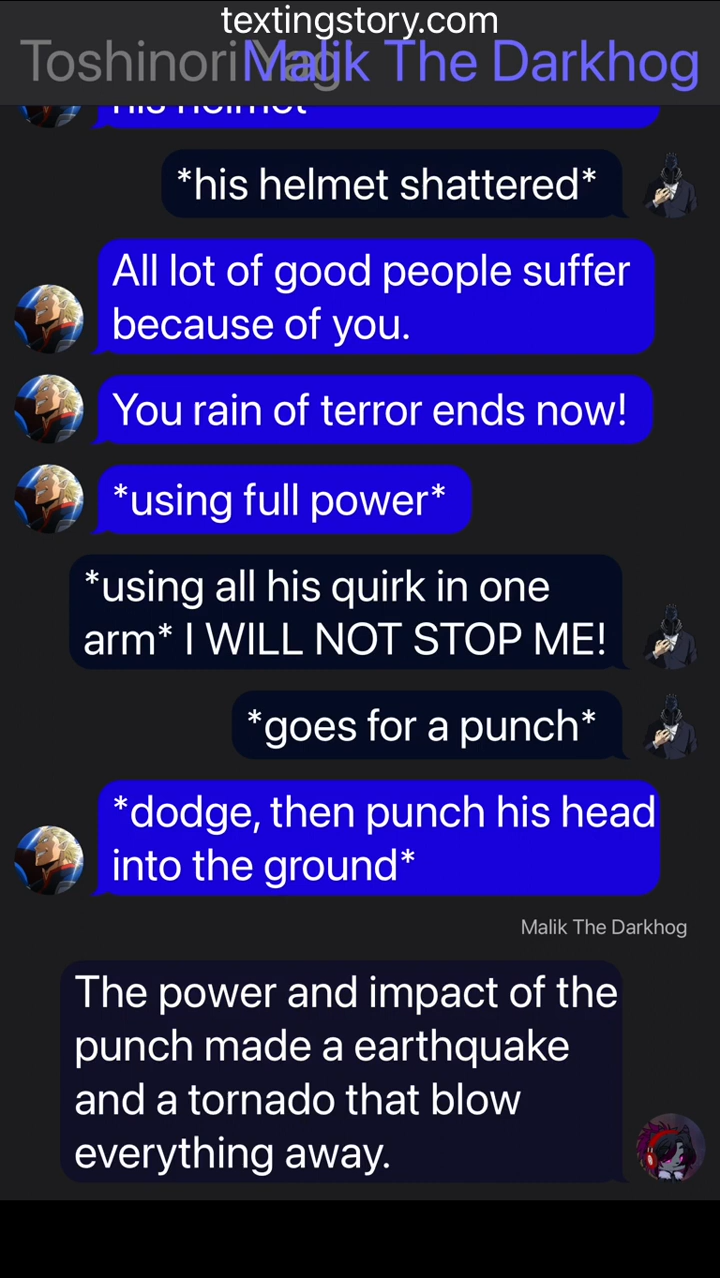 textingstory.com
Toshinori Yagi
Malik The Darkhog
his helmet
*his helmet shattered*
All lot of good people suffer
because of you.
You rain of terror ends now!
*using full power*
*using all his quirk in one
arm* I WILL NOT STOP ME!
*goes for a punch*
*dodge, then punch his head
into the ground*
Malik The Darkhog
The power and impact of the
punch made a earthquake
and a tornado that blow
everything away.